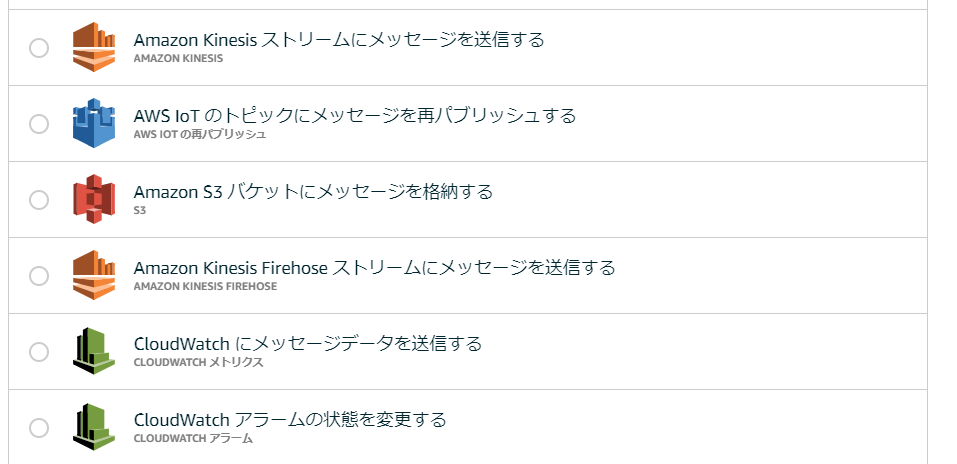 Amazon Kinesis ストリームにメッセージを送信する
AMAZON KINESIS
AWS IoT のトピックにメッセージを再パブリッシュする
AWS IOT の再パブリッシュ
Amazon S3 バケットにメッセージを格納する
S3
Amazon Kinesis Firehose ストリームにメッセージを送信する
AMAZON KINESIS FIREHOSE
CloudWatch にメッセージデータを送信する
CLOUDWATCH メトリクス
CloudWatch アラームの状態を変更する
CLOUDWATCH アラーム